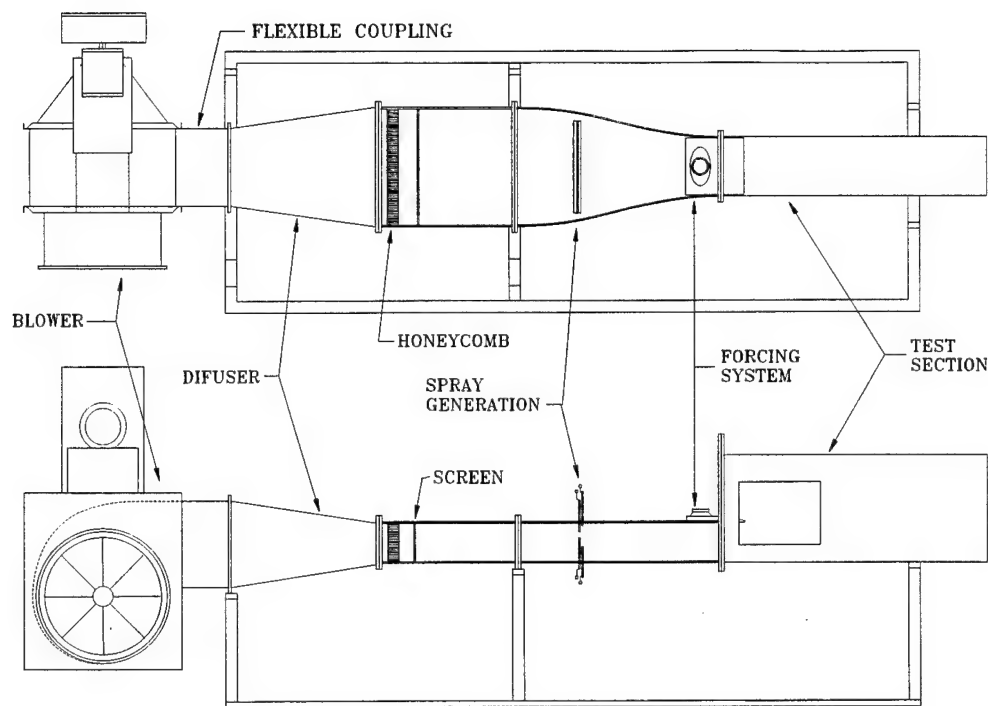 FLEXIBLE COUPLING
BLOWER
HONEYCOMB
DIFUSER
SPRAY
GENERATION
FORCING
SYSTEM
TEST
SECTION
SCREEN